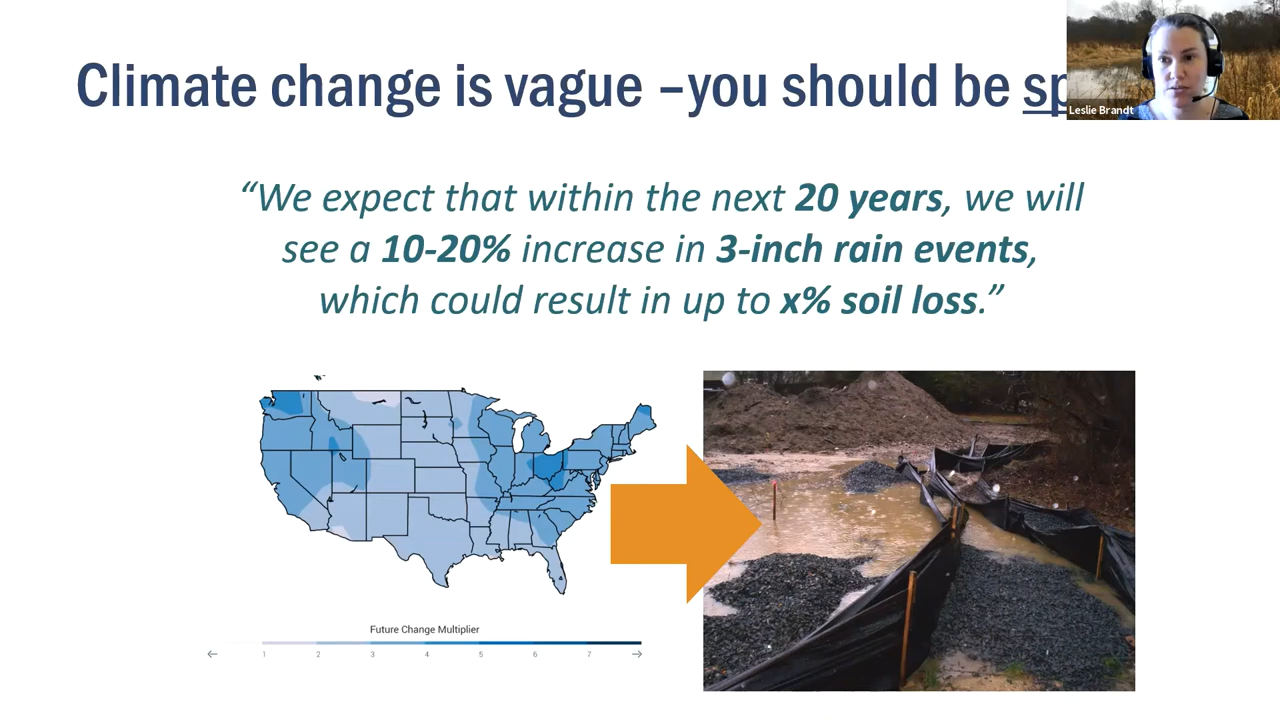 Climate change is vague –you should be
Leslie Brandt
“We expect that within the next 20 years, we will
see a 10-20% increase in 3-inch rain events,
which could result in up to x% soil loss.”
Future Change Multiplier
1 2 3 4 5 6 7